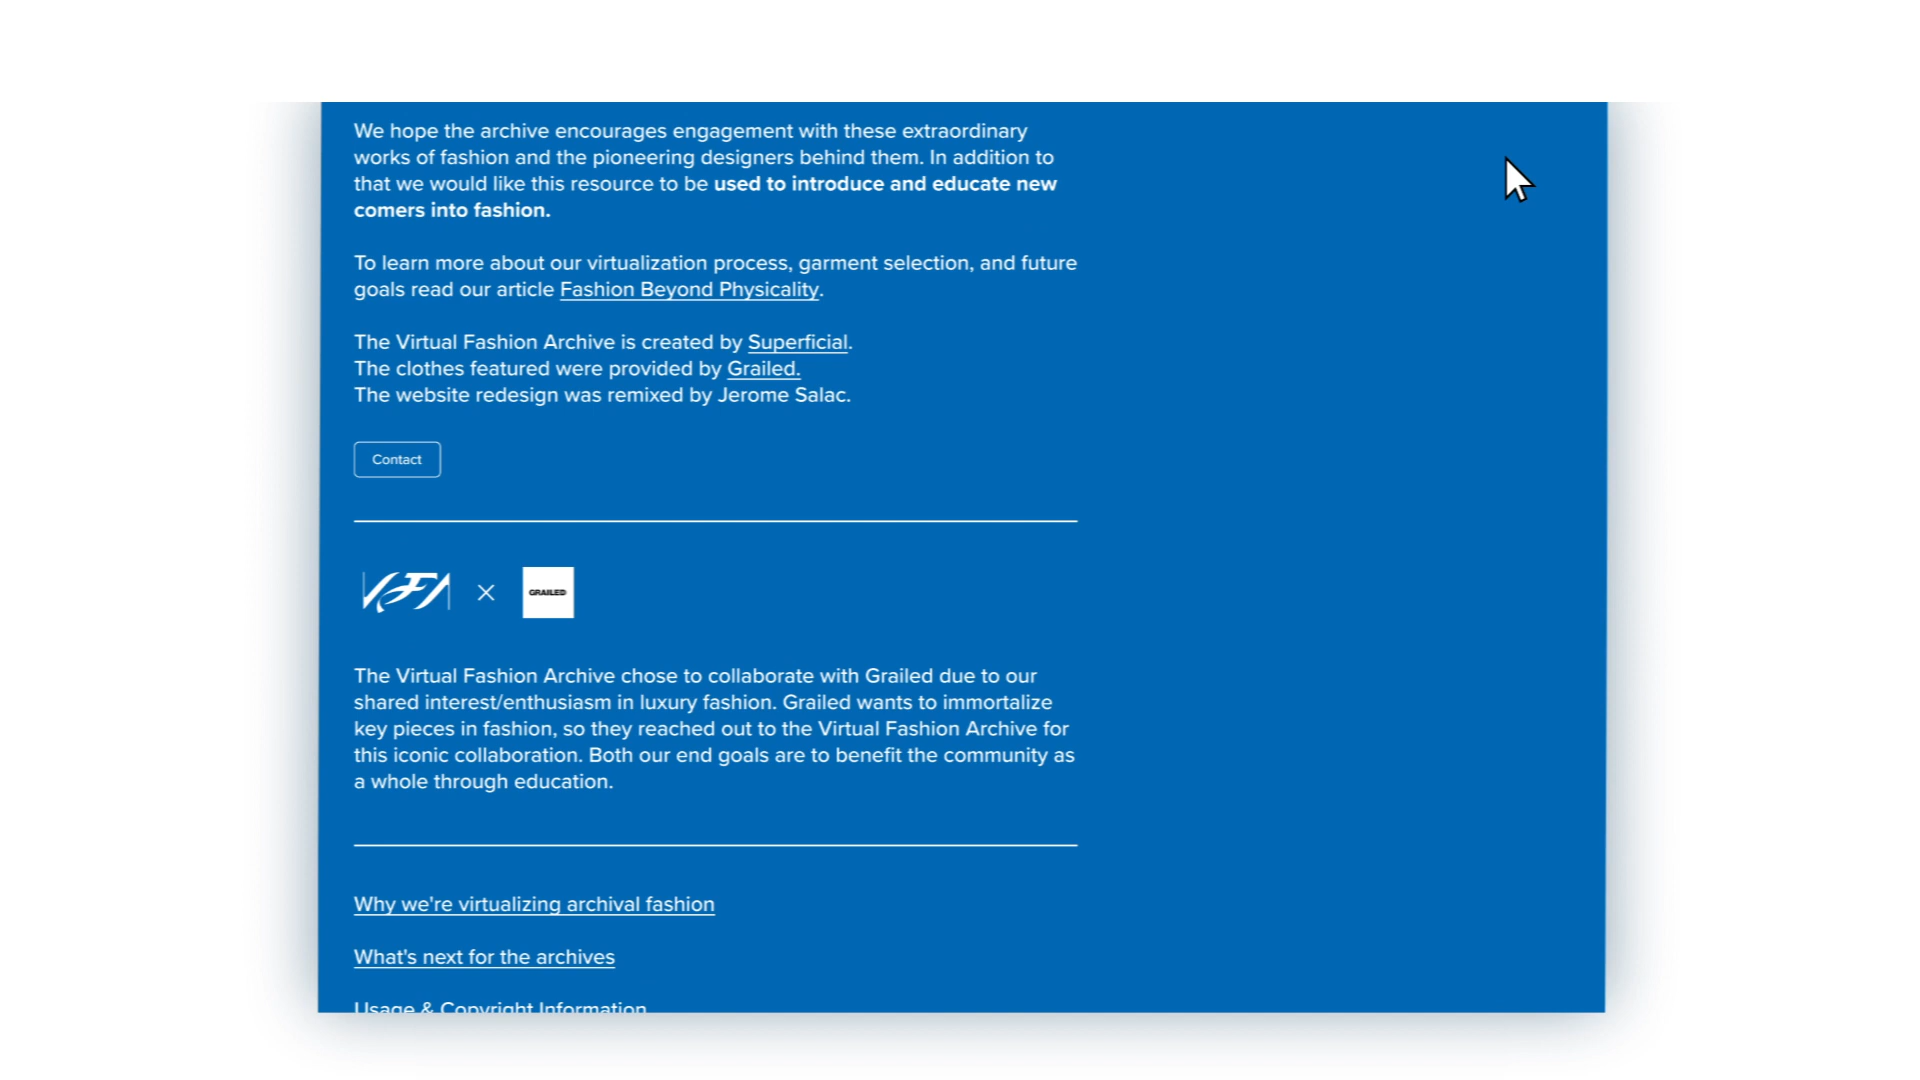 We hope the archive encourages engagement with these extraordinary
works of fashion and the pioneering designers behind them. In addition to
that we would like this resource to be used to introduce and educate new
comers into fashion.
To learn more about our virtualization process, garment selection, and future
goals read our article Fashion Beyond Physicality.
The Virtual Fashion Archive is created by Superficial.
The clothes featured were provided by Grailed.
The website redesign was remixed by Jerome Salac.
Contact
VFA × GRAILED
The Virtual Fashion Archive chose to collaborate with Grailed due to our
shared interest/enthusiasm in luxury fashion. Grailed wants to immortalize
key pieces in fashion, so they reached out to the Virtual Fashion Archive for
this iconic collaboration. Both our end goals are to benefit the community as
a whole through education.
Why we're virtualizing archival fashion
What's next for the archives
Usage & Copyright Information